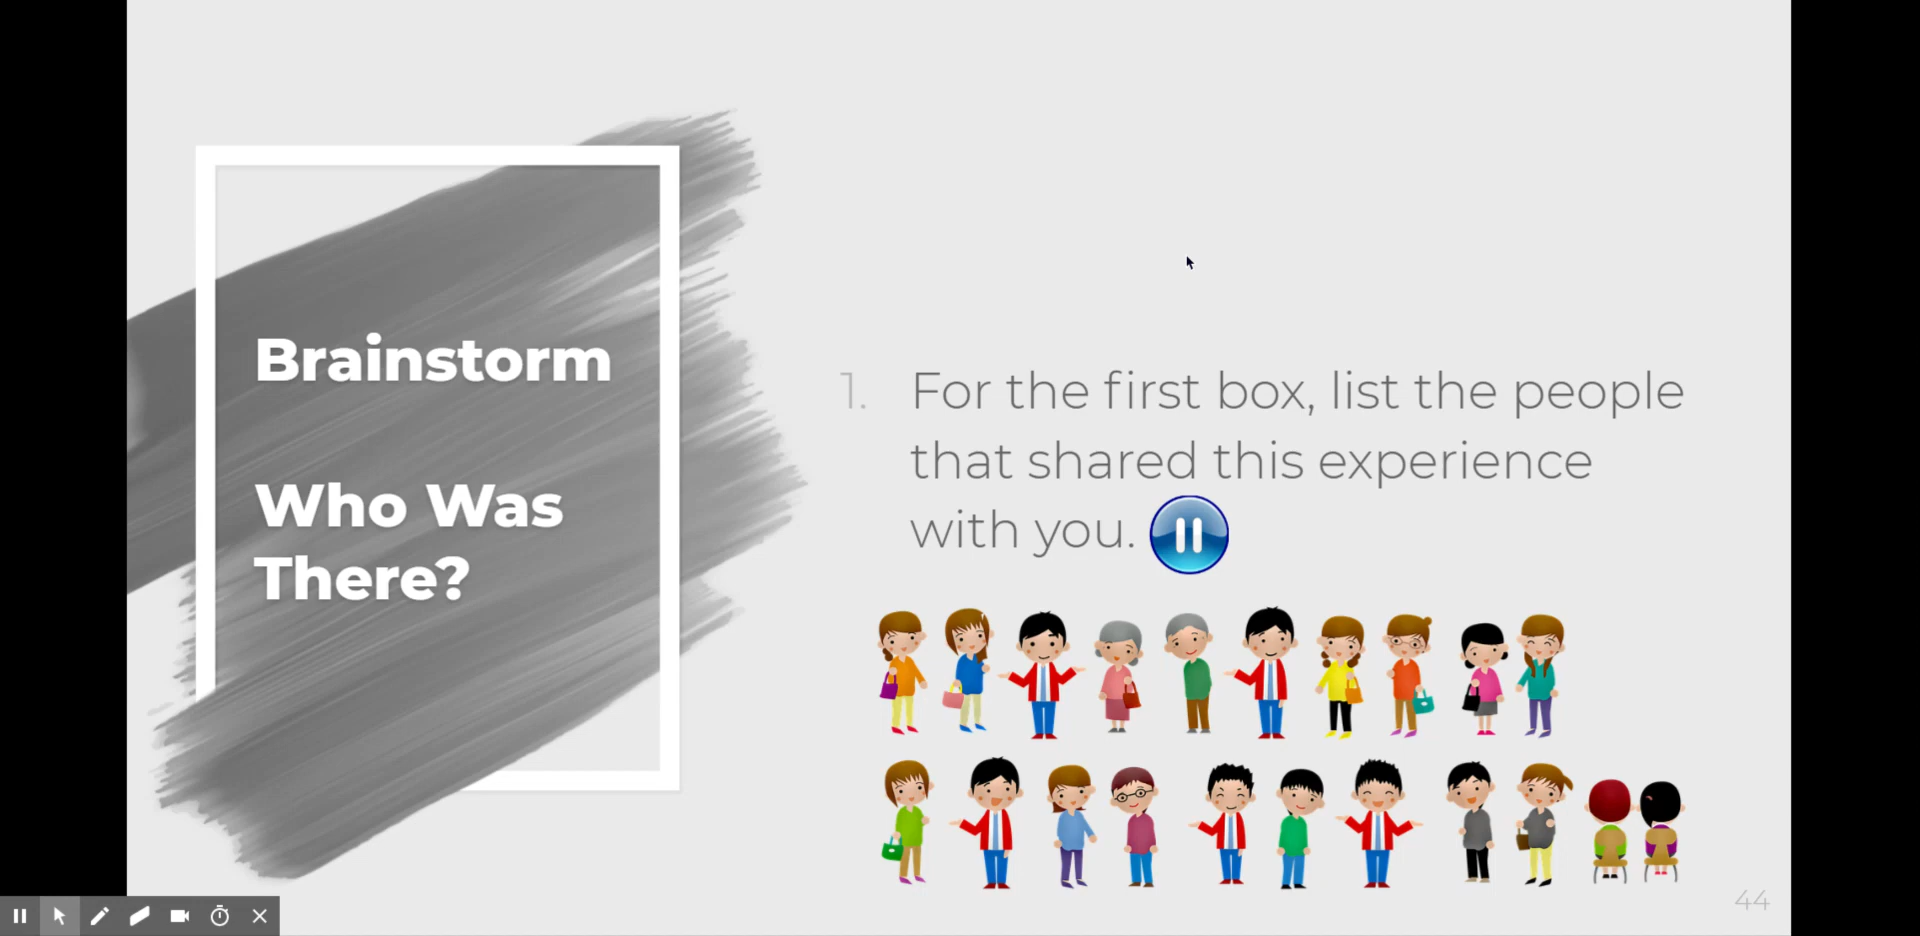 Brainstorm
Who Was
There?
1. For the first box, list the people
that shared this experience
with you.
44